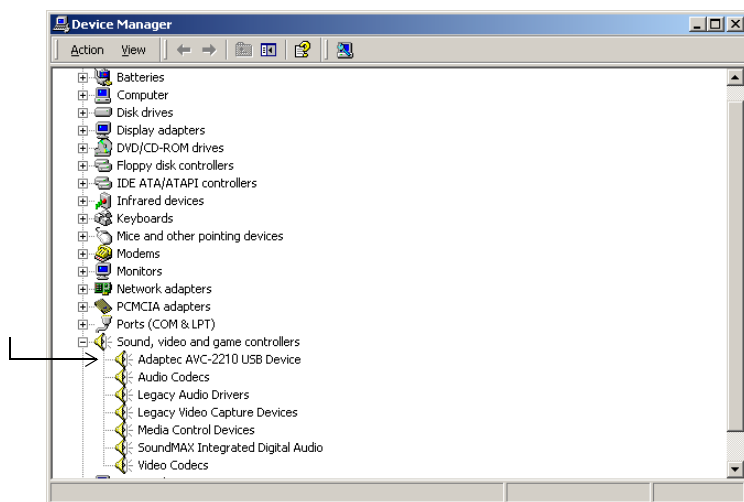 Device Manager
Action View
Batteries
Computer
Disk drives
Display adapters
DVD/CD-ROM drives
Floppy disk controllers
IDE ATA/ATAPI controllers
Infrared devices
Keyboards
Mice and other pointing devices
Modems
Monitors
Network adapters
PCMCIA adapters
Ports (COM & LPT)
Sound, video and game controllers
Adaptec AVC-2210 USB Device
Audio Codecs
Legacy Audio Drivers
Legacy Video Capture Devices
Media Control Devices
SoundMAX Integrated Digital Audio
Video Codecs